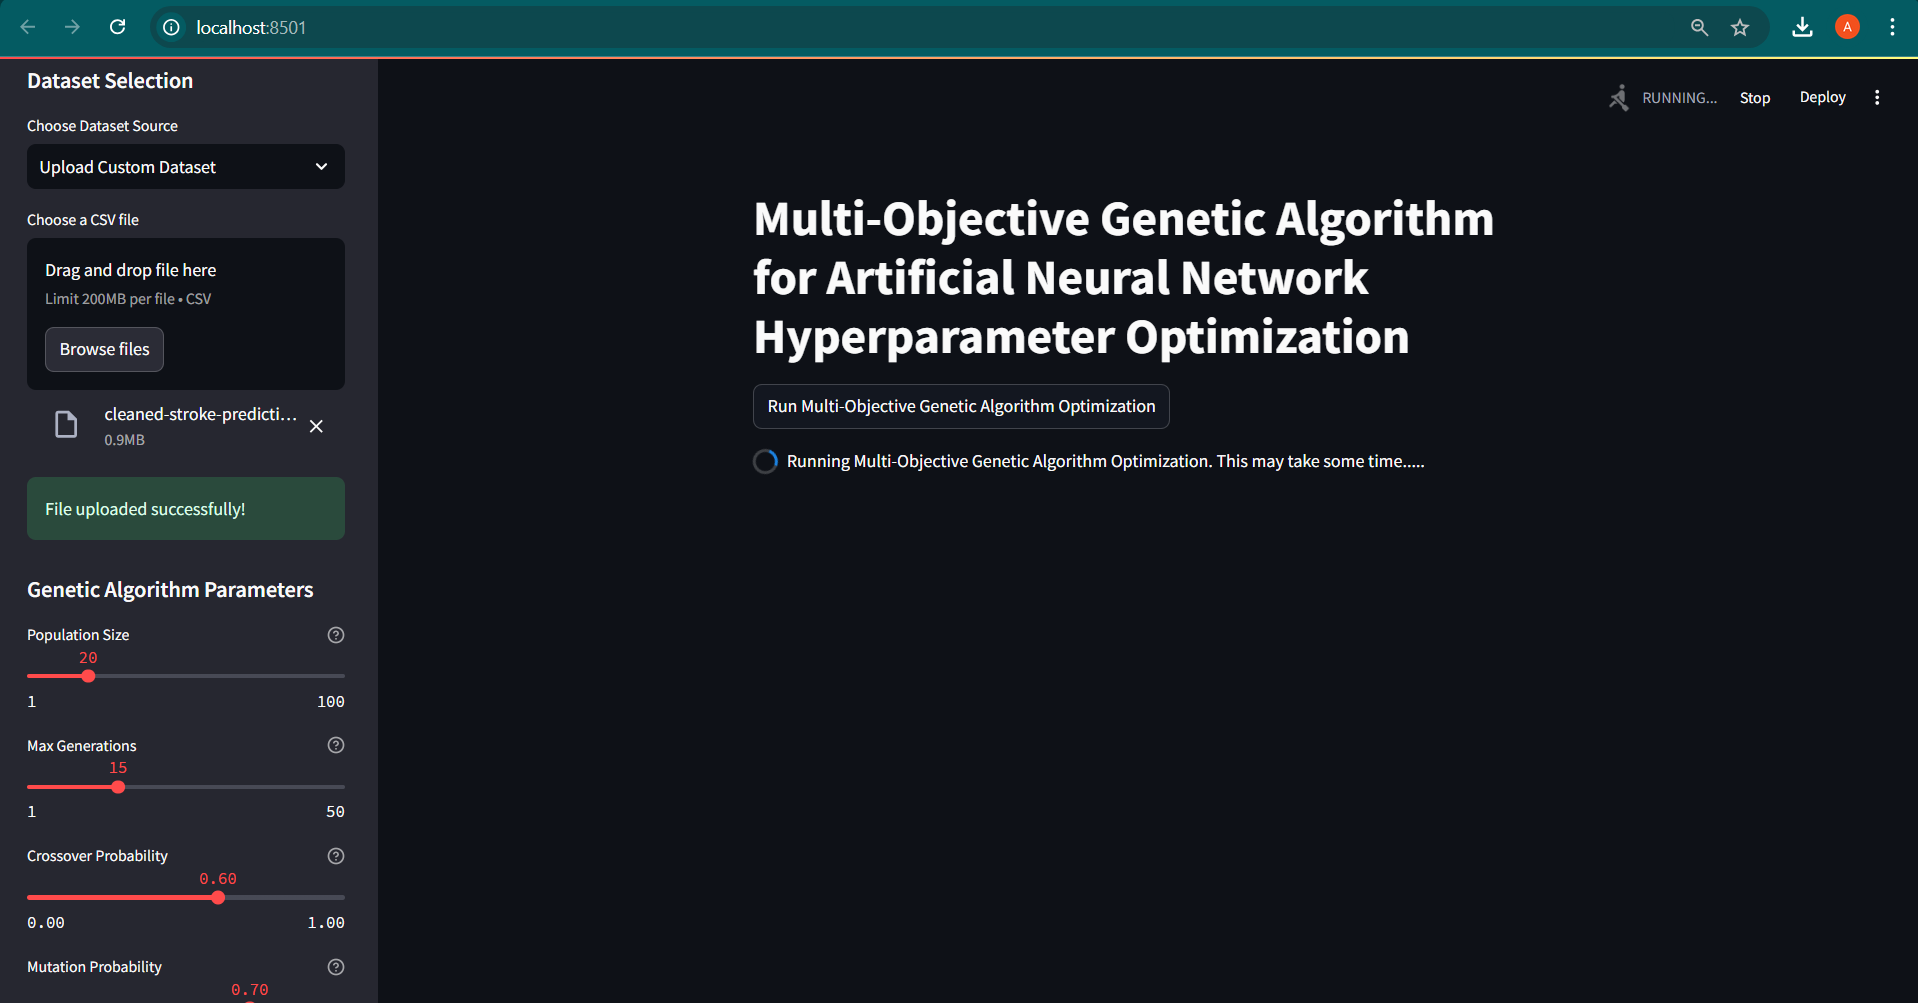 localhost:8501
A
Dataset Selection
Choose Dataset Source
Upload Custom Dataset
Choose a CSV file
Drag and drop file here
Limit 200MB per file • CSV
Browse files
cleaned-stroke-predicti...
0.9MB
File uploaded successfully!
Genetic Algorithm Parameters
Population Size
20
1 100
Max Generations
15
1 50
Crossover Probability
0.60
0.00 1.00
Mutation Probability
0.70
RUNNING... Stop Deploy
Multi-Objective Genetic Algorithm
for Artificial Neural Network
Hyperparameter Optimization
Run Multi-Objective Genetic Algorithm Optimization
Running Multi-Objective Genetic Algorithm Optimization. This may take some time.....